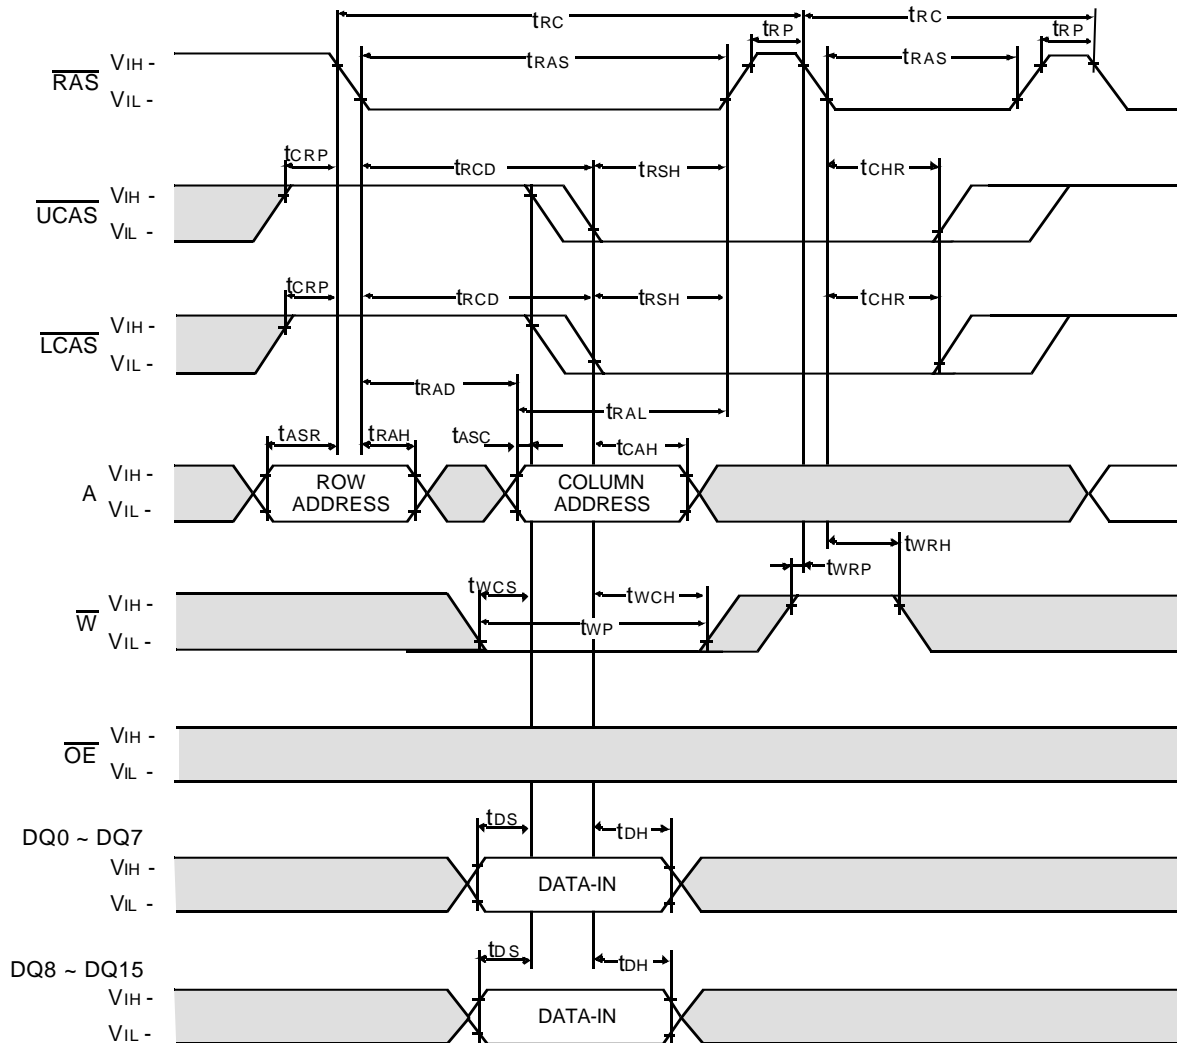 tRC tRC
tRP tRP
RAS VIH - tRAS tRAS
VIL -
tCRP tRCD tRSH tCHR
UCAS VIH -
VIL -
tCRP tRCD tRSH tCHR
LCAS VIH -
VIL -
tRAD
tRAL
tASR tRAH tASC tCAH
A VIH - ROW ADDRESS COLUMN ADDRESS
VIL -
tWRH
tWRP
tWCS tWCH
W VIH -
tWP
VIL -
OE VIH -
VIL -
tDS tDH
DQ0 ~ DQ7
VIH -
DATA-IN
VIL -
tDS tDH
DQ8 ~ DQ15
VIH -
DATA-IN
VIL -